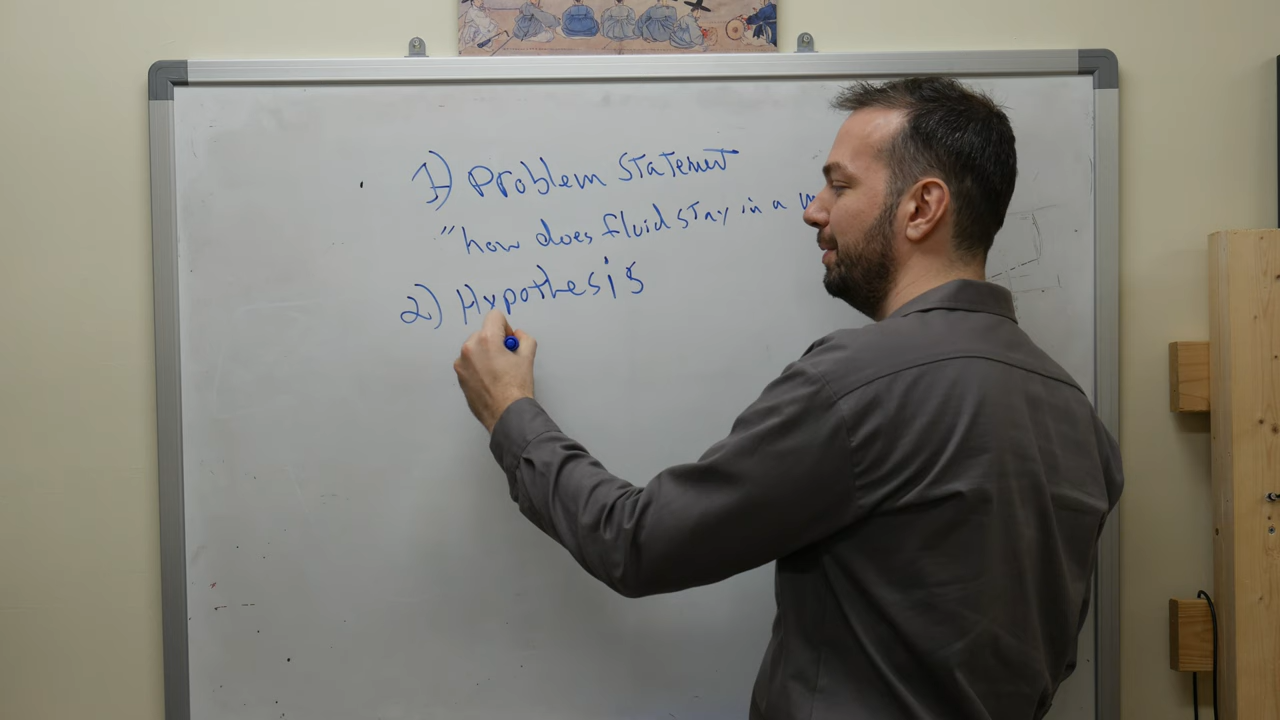 1) Problem Statement
"how does fluid stay in a
2) Hypothesis